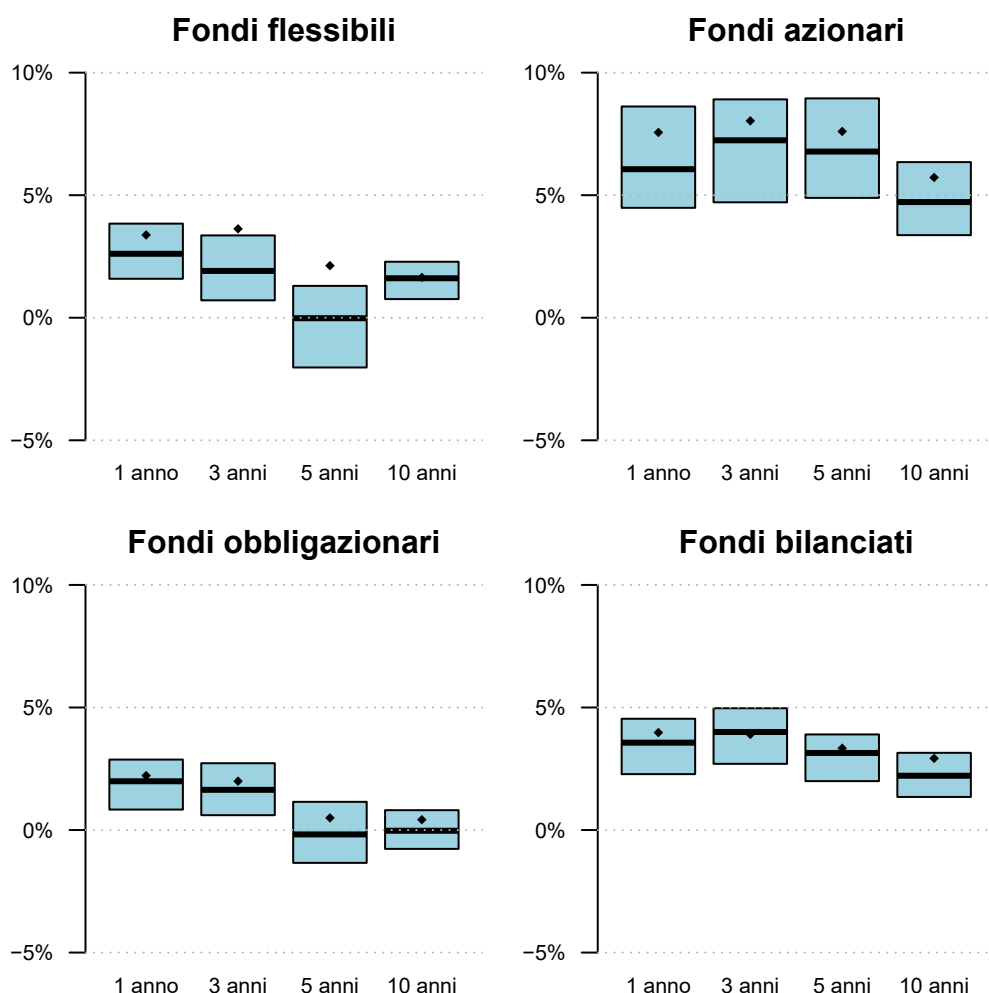 Fondi flessibili
10%
5%
0%
−5%
1 anno 3 anni 5 anni 10 anni
Fondi azionari
10%
5%
0%
−5%
1 anno 3 anni 5 anni 10 anni
Fondi obbligazionari
10%
5%
0%
−5%
1 anno 3 anni 5 anni 10 anni
Fondi bilanciati
10%
5%
0%
−5%
1 anno 3 anni 5 anni 10 anni